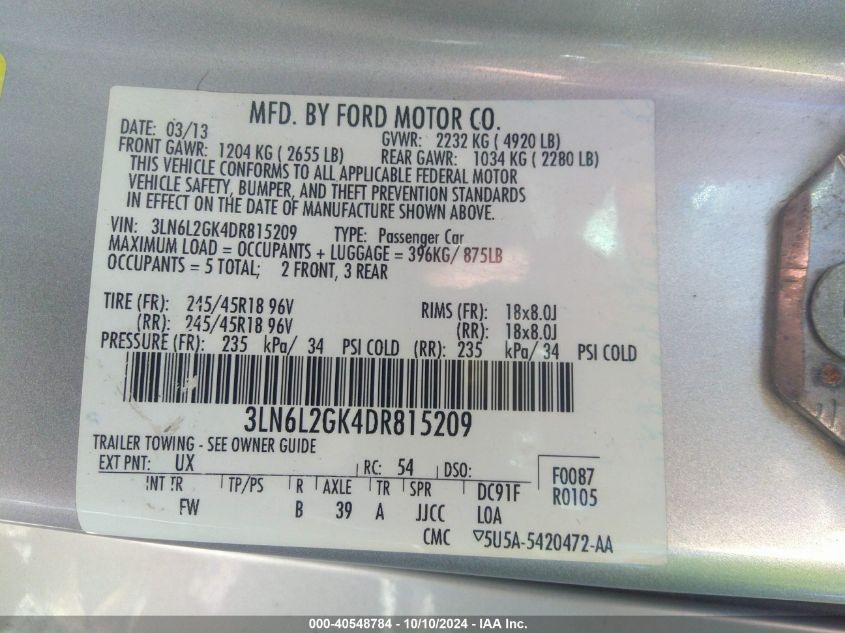 MFD. BY FORD MOTOR CO.
DATE: 03/13 GVWR: 2232 KG ( 4920 LB)
FRONT GAWR: 1204 KG ( 2655 LB) REAR GAWR: 1034 KG ( 2280 LB)
THIS VEHICLE CONFORMS TO ALL APPLICABLE FEDERAL MOTOR
VEHICLE SAFETY, BUMPER, AND THEFT PREVENTION STANDARDS
IN EFFECT ON THE DATE OF MANUFACTURE SHOWN ABOVE.
VIN: 3LN6L2GK4DR815209 TYPE: Passenger Car
MAXIMUM LOAD = OCCUPANTS + LUGGAGE = 396KG/ 875LB
OCCUPANTS = 5 TOTAL; 2 FRONT, 3 REAR
TIRE (FR): 245/45R18 96V RIMS (FR): 18x8.0J
(RR): 245/45R18 96V (RR): 18x8.0J
PRESSURE (FR): 235 kPa/ 34 PSI COLD (RR): 235 kPa/ 34 PSI COLD
3LN6L2GK4DR815209
TRAILER TOWING - SEE OWNER GUIDE
EXT PNT: UX RC: 54 DSO: F0087
INT TR TP/PS R AXLE TR SPR DC91F R0105
FW B 39 A JJCC LOA
CMC ▽5U5A-5420472-AA
000-40548784 - 10/10/2024 - IAA Inc.